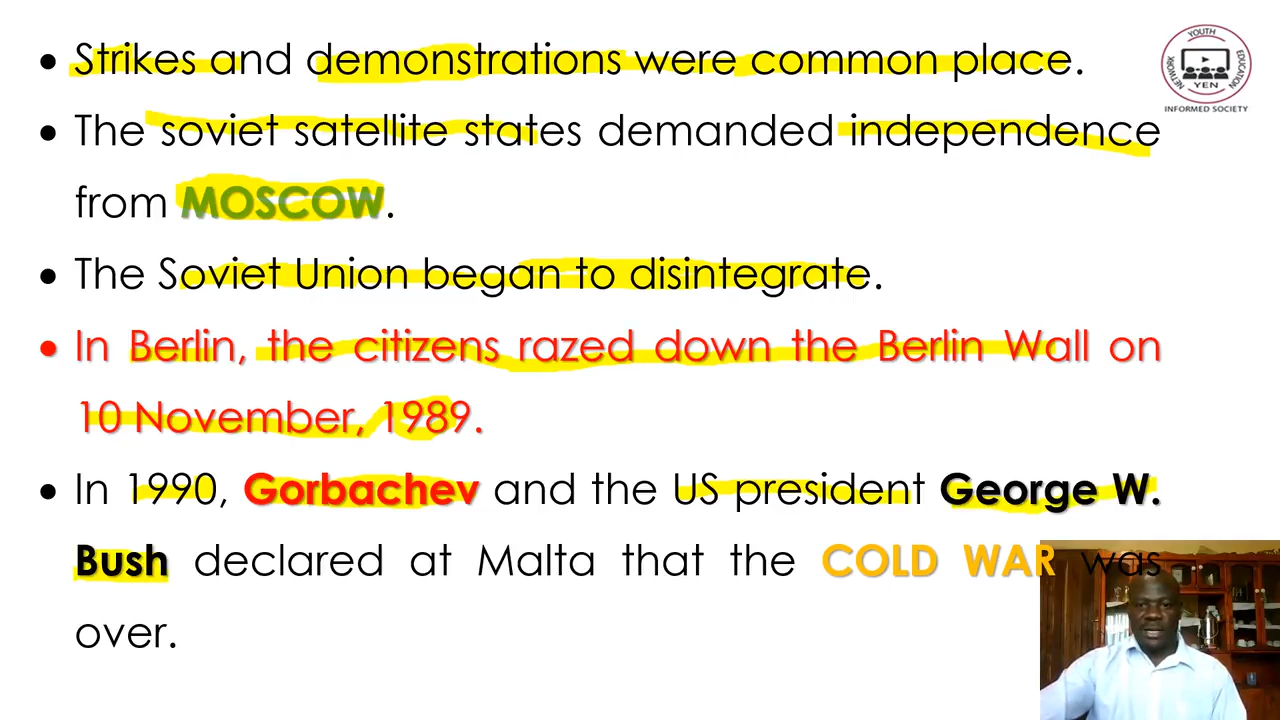 • Strikes and demonstrations were common place.
• The soviet satellite states demanded independence
from MOSCOW.
• The Soviet Union began to disintegrate.
• In Berlin, the citizens razed down the Berlin Wall on
10 November, 1989.
• In 1990, Gorbachev and the US president George W.
Bush declared at Malta that the COLD WAR was
over.
YOUTH
EDUCATION
NETWORK
YEN
INFORMED SOCIETY